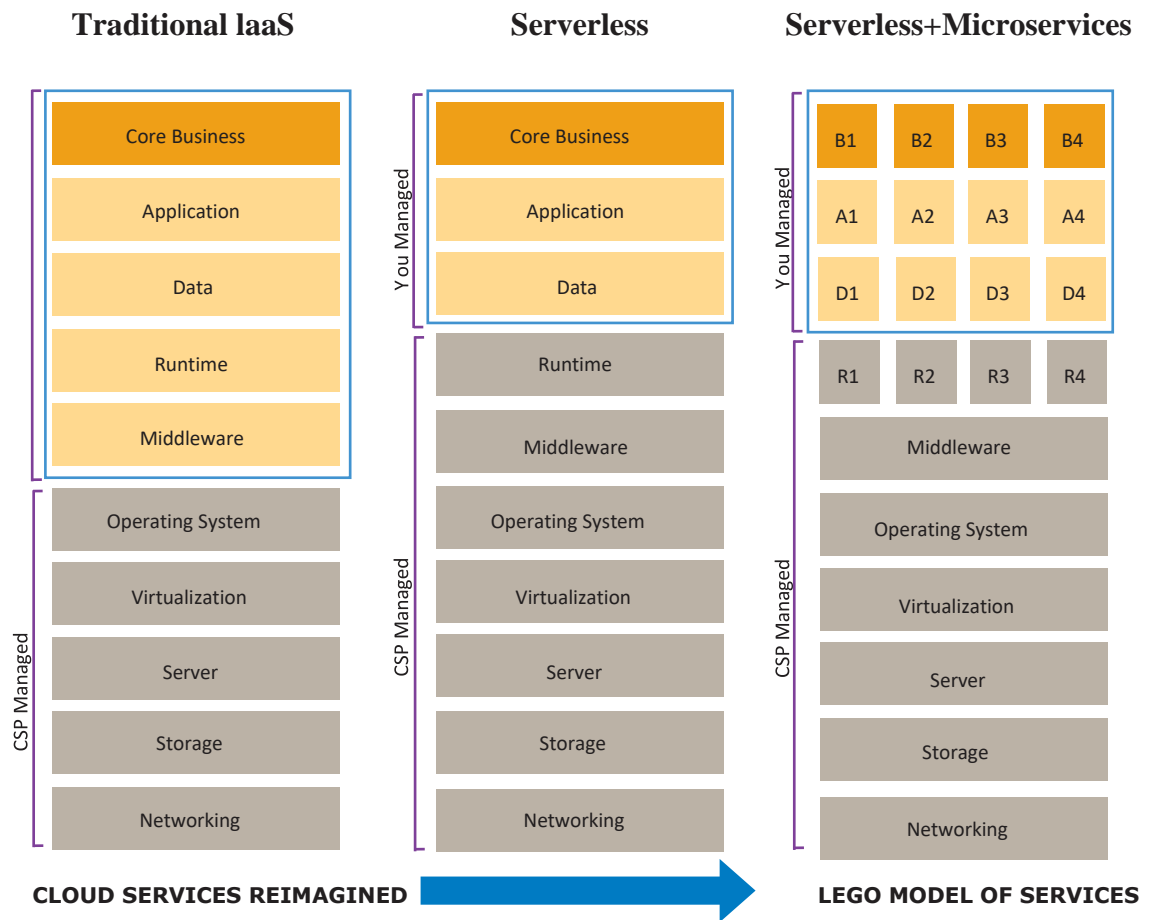 Traditional laaS
Core Business
Application
Data
Runtime
Middleware
Operating System
Virtualization
Server
Storage
Networking
CSP Managed
Serverless
Y ou Managed
Core Business
Application
Data
CSP Managed
Runtime
Middleware
Operating System
Virtualization
Server
Storage
Networking
Serverless+Microservices
Y ou Managed
B1 B2 B3 B4
A1 A2 A3 A4
D1 D2 D3 D4
CSP Managed
R1 R2 R3 R4
Middleware
Operating System
Virtualization
Server
Storage
Networking
CLOUD SERVICES REIMAGINED
LEGO MODEL OF SERVICES